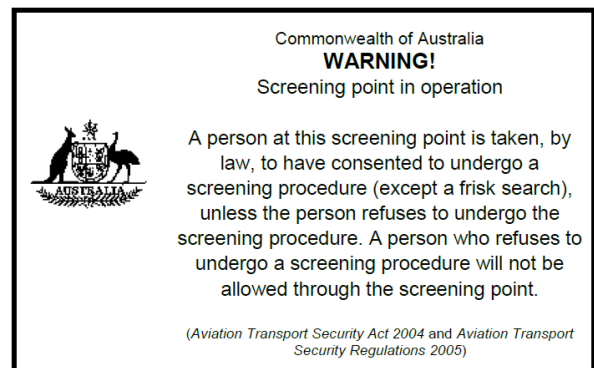 Commonwealth of Australia
WARNING!
Screening point in operation
A person at this screening point is taken, by
law, to have consented to undergo a
screening procedure (except a frisk search),
unless the person refuses to undergo the
screening procedure. A person who refuses to
undergo a screening procedure will not be
allowed through the screening point.
AUSTRALIA
(Aviation Transport Security Act 2004 and Aviation Transport
Security Regulations 2005)